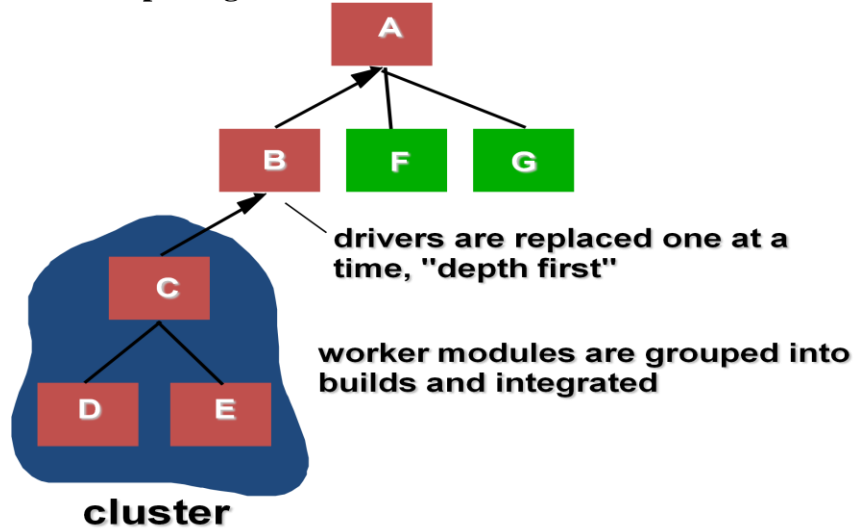 A
B F G
drivers are replaced one at a
time, "depth first"
C
worker modules are grouped into
builds and integrated
D E
cluster